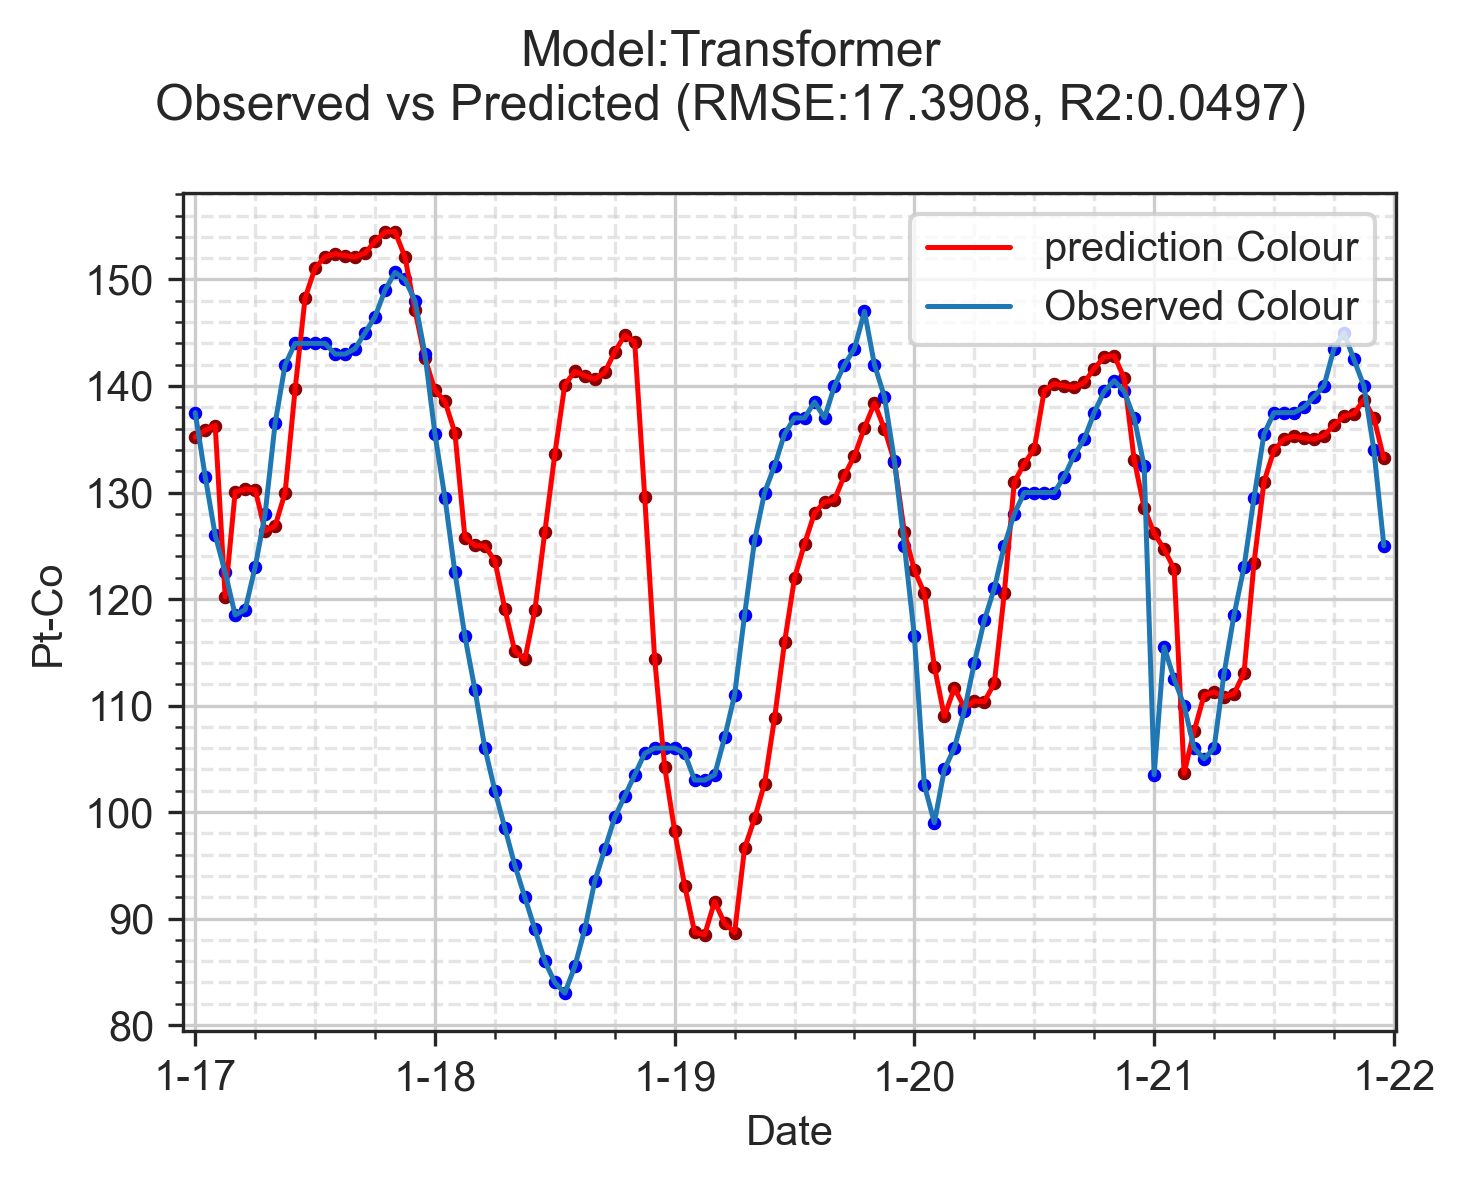 Model:Transformer
Observed vs Predicted (RMSE:17.3908, R2:0.0497)
prediction Colour
Observed Colour
150
140
130
120
110
100
90
80
Pt-Co
1-17 1-18 1-19 1-20 1-21 1-22
Date